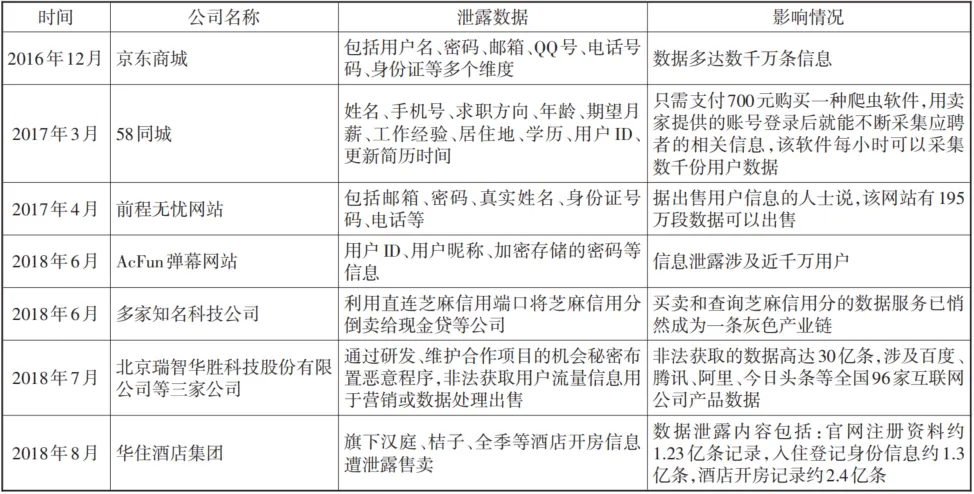 时间 公司名称 泄露数据 影响情况
2016年12月 京东商城 包括用户名、密码、邮箱、QQ号、电话号
码、身份证等多个维度 数据多达数千万条信息
2017年3月 58同城 姓名、手机号、求职方向、年龄、期望月
薪、工作经验、居住地、学历、用户ID、
更新简历时间
只需支付700元购买一种爬虫软件,用卖
家提供的账号登录后就能不断采集应聘
者的相关信息,该软件每小时可以采集
数千份用户数据
2017年4月 前程无忧网站 包括邮箱、密码、真实姓名、身份证号
码、电话等
据出售用户信息的人士说,该网站有195
万段数据可以出售
2018年6月 AcFun弹幕网站 用户ID、用户昵称、加密存储的密码等
信息
信息泄露涉及近千万用户
2018年6月 多家知名科技公司 利用直连芝麻信用端口将芝麻信用分
倒卖给现金贷等公司
买卖和查询芝麻信用分的数据服务已悄
然成为一条灰色产业链
2018年7月 北京瑞智华胜科技股份有限
公司等三家公司
通过研发、维护合作项目的机会秘密布
置恶意程序,非法获取用户流量信息用
于营销或数据处理出售
非法获取的数据高达30亿条,涉及百度、
腾讯、阿里、今日头条等全国96家互联网
公司产品数据
2018年8月 华住酒店集团 旗下汉庭、桔子、全季等酒店开房信息
遭泄露售卖
数据泄露内容包括:官网注册资料约
1.23亿条记录,入住登记身份信息约1.3
亿条,酒店开房记录约2.4亿条